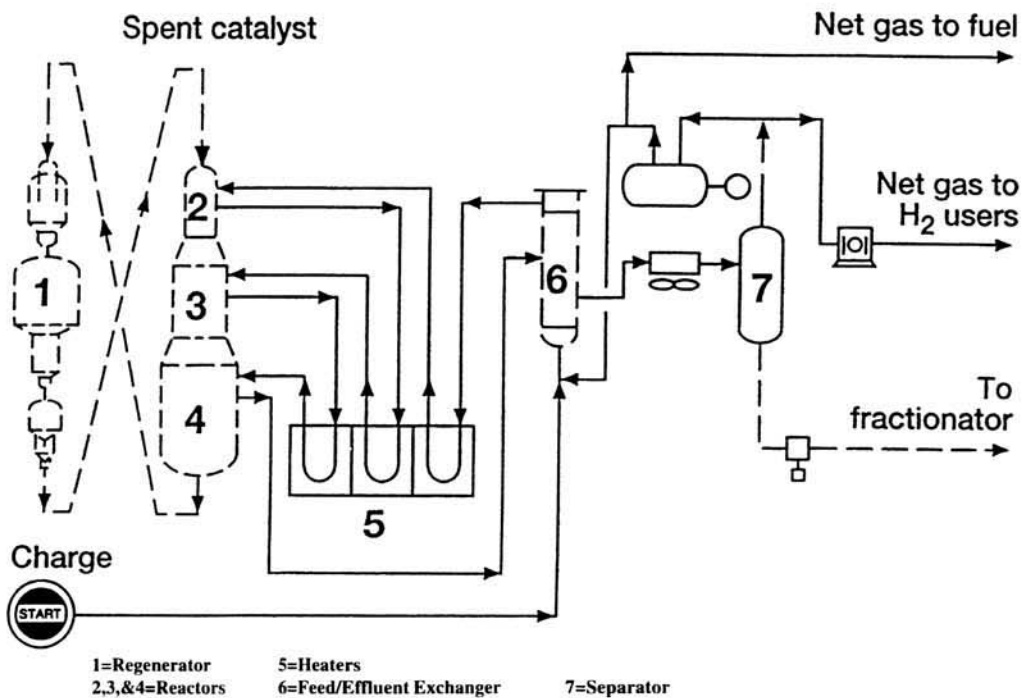 Spent catalyst
Net gas to fuel
Net gas to
H2 users
1
2
3
4
5
6
7
To
fractionator
Charge
START
1=Regenerator 5=Heaters
2,3,&4=Reactors 6=Feed/Effluent Exchanger 7=Separator